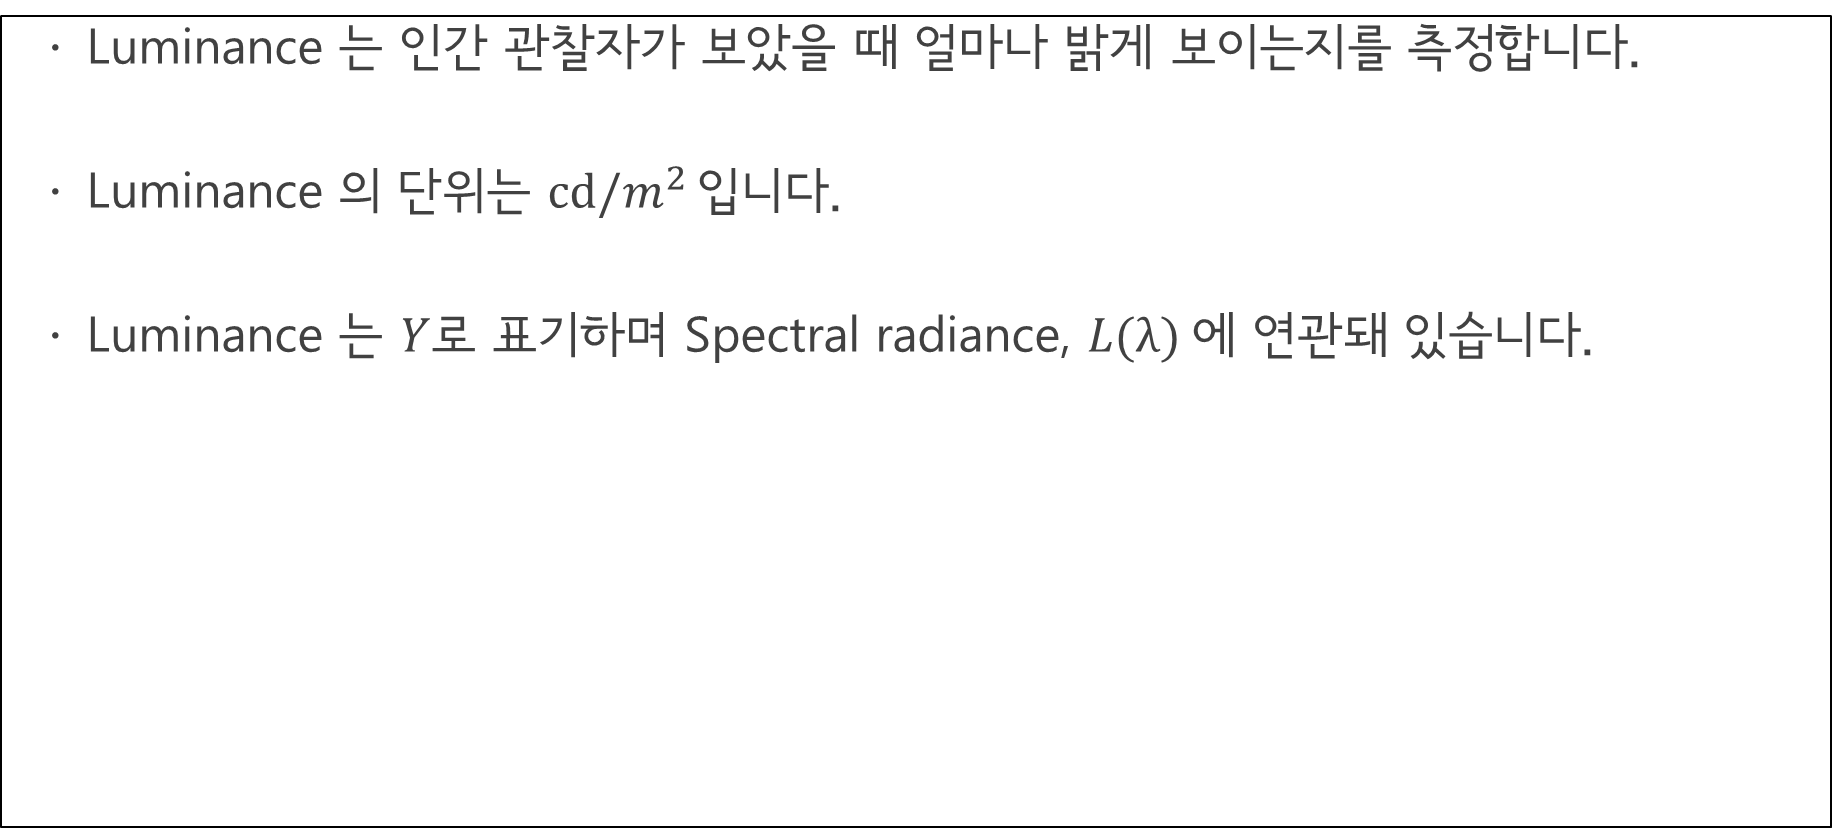 · Luminance 는 인간 관찰자가 보았을 때 얼마나 밝게 보이는지를 측정합니다.
· Luminance 의 단위는 cd/m² 입니다.
· Luminance 는 Y로 표기하며 Spectral radiance, L(λ) 에 연관돼 있습니다.